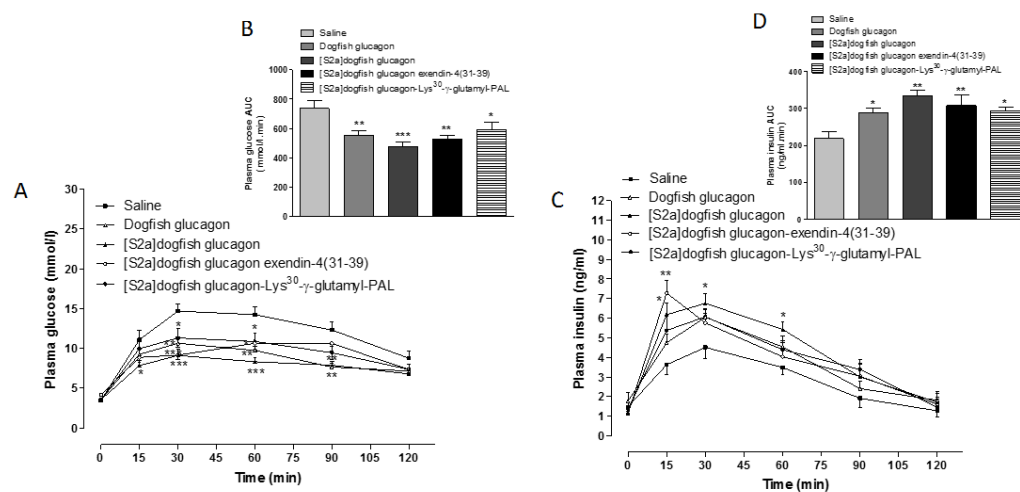 B
Saline
Dogfish glucagon
[S2a]dogfish glucagon
[S2a]dogfish glucagon exendin-4(31-39)
[S2a]dogfish glucagon-Lys³⁰-γ-glutamyl-PAL
Plasma glucose AUC
(mmol/l.min)
1000
800
600
400
200
0
**
***
**
*
A
Saline
Dogfish glucagon
[S2a]dogfish glucagon
[S2a]dogfish glucagon exendin-4(31-39)
[S2a]dogfish glucagon-Lys³⁰-γ-glutamyl-PAL
Plasma glucose (mmol/l)
30
25
20
15
10
5
0
*
*
**
**
**
**
*
***
***
**
0 15 30 45 60 75 90 105 120
Time (min)
D
Saline
Dogfish glucagon
[S2a]dogfish glucagon
[S2a]dogfish glucagon exendin-4(31-39)
[S2a]dogfish glucagon-Lys³⁰-γ-glutamyl-PAL
Plasma insulin AUC
(ng/ml.min)
400
300
200
100
0
*
**
**
*
C
Saline
Dogfish glucagon
[S2a]dogfish glucagon
[S2a]dogfish glucagon-exendin-4(31-39)
[S2a]dogfish glucagon-Lys³⁰-γ-glutamyl-PAL
Plasma insulin (ng/ml)
12
11
10
9
8
7
6
5
4
3
2
1
0
**
*
*
*
0 15 30 45 60 75 90 105 120
Time (min)